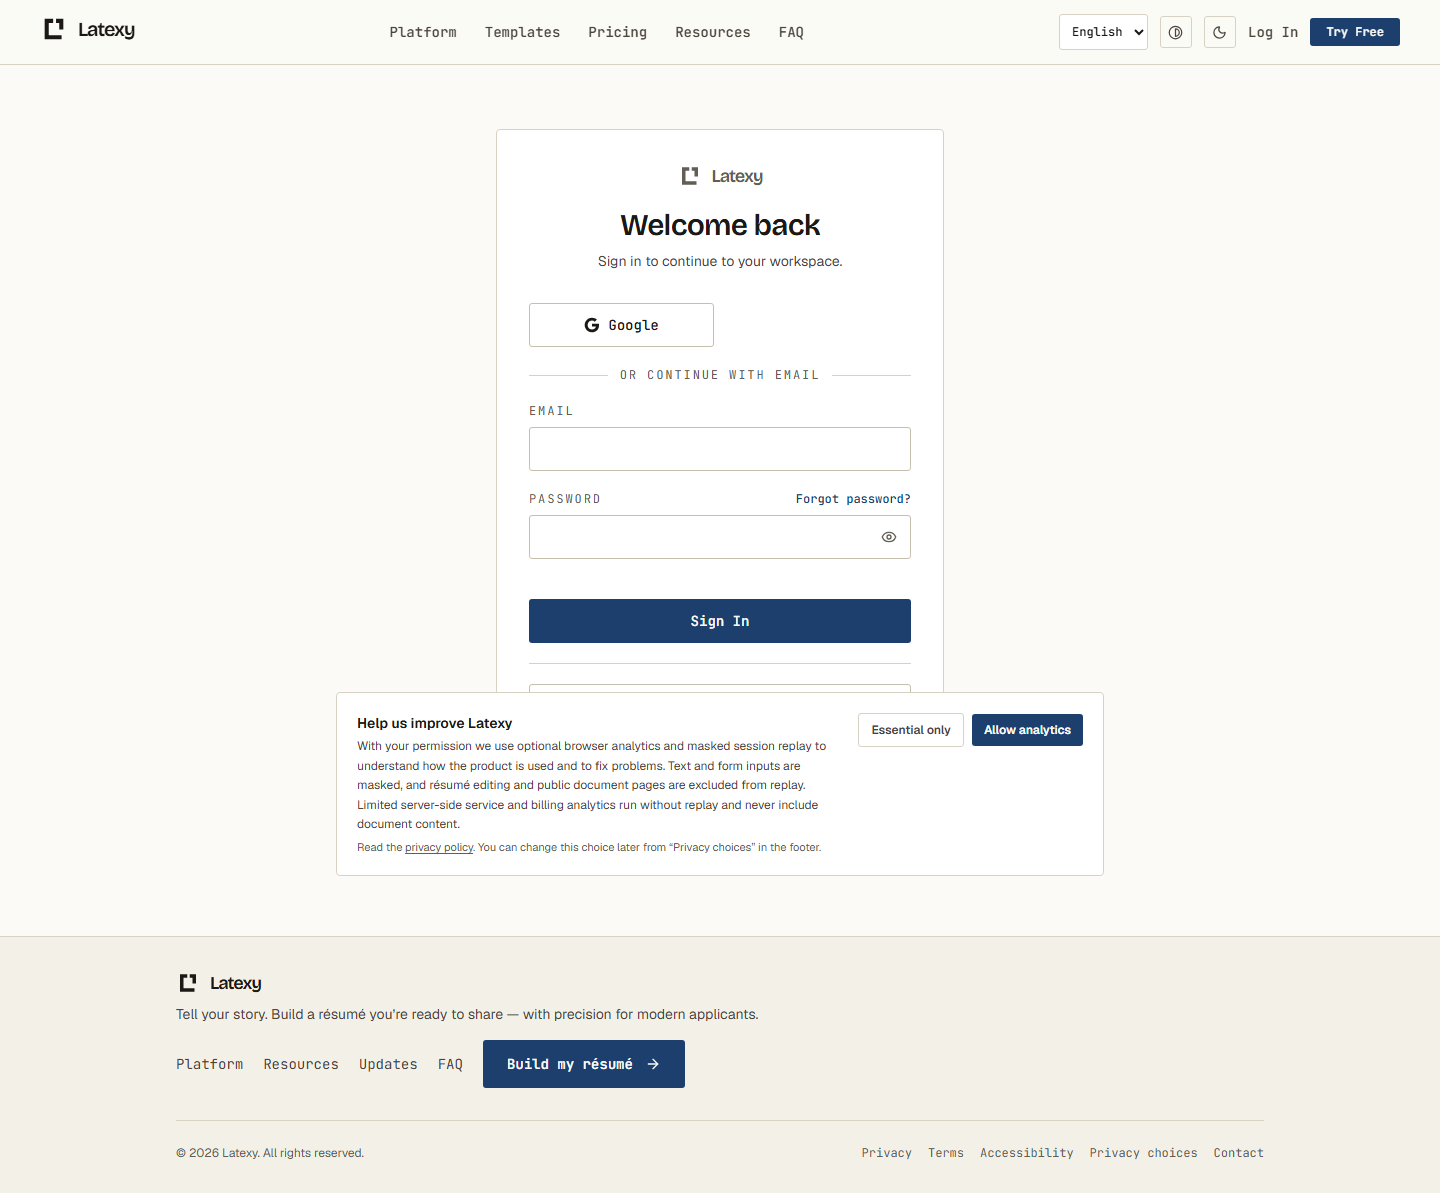 Latexy
Platform Templates Pricing Resources FAQ
English
Log In
Try Free
Latexy
Welcome back
Sign in to continue to your workspace.
Google
OR CONTINUE WITH EMAIL
EMAIL
PASSWORD Forgot password?
Sign In
Help us improve Latexy
With your permission we use optional browser analytics and masked session replay to
understand how the product is used and to fix problems. Text and form inputs are
masked, and résumé editing and public document pages are excluded from replay.
Limited server-side service and billing analytics run without replay and never include
document content.
Read the privacy policy. You can change this choice later from “Privacy choices” in the footer.
Essential only
Allow analytics
Latexy
Tell your story. Build a résumé you’re ready to share — with precision for modern applicants.
Platform Resources Updates FAQ
Build my résumé →
© 2026 Latexy. All rights reserved.
Privacy Terms Accessibility Privacy choices Contact